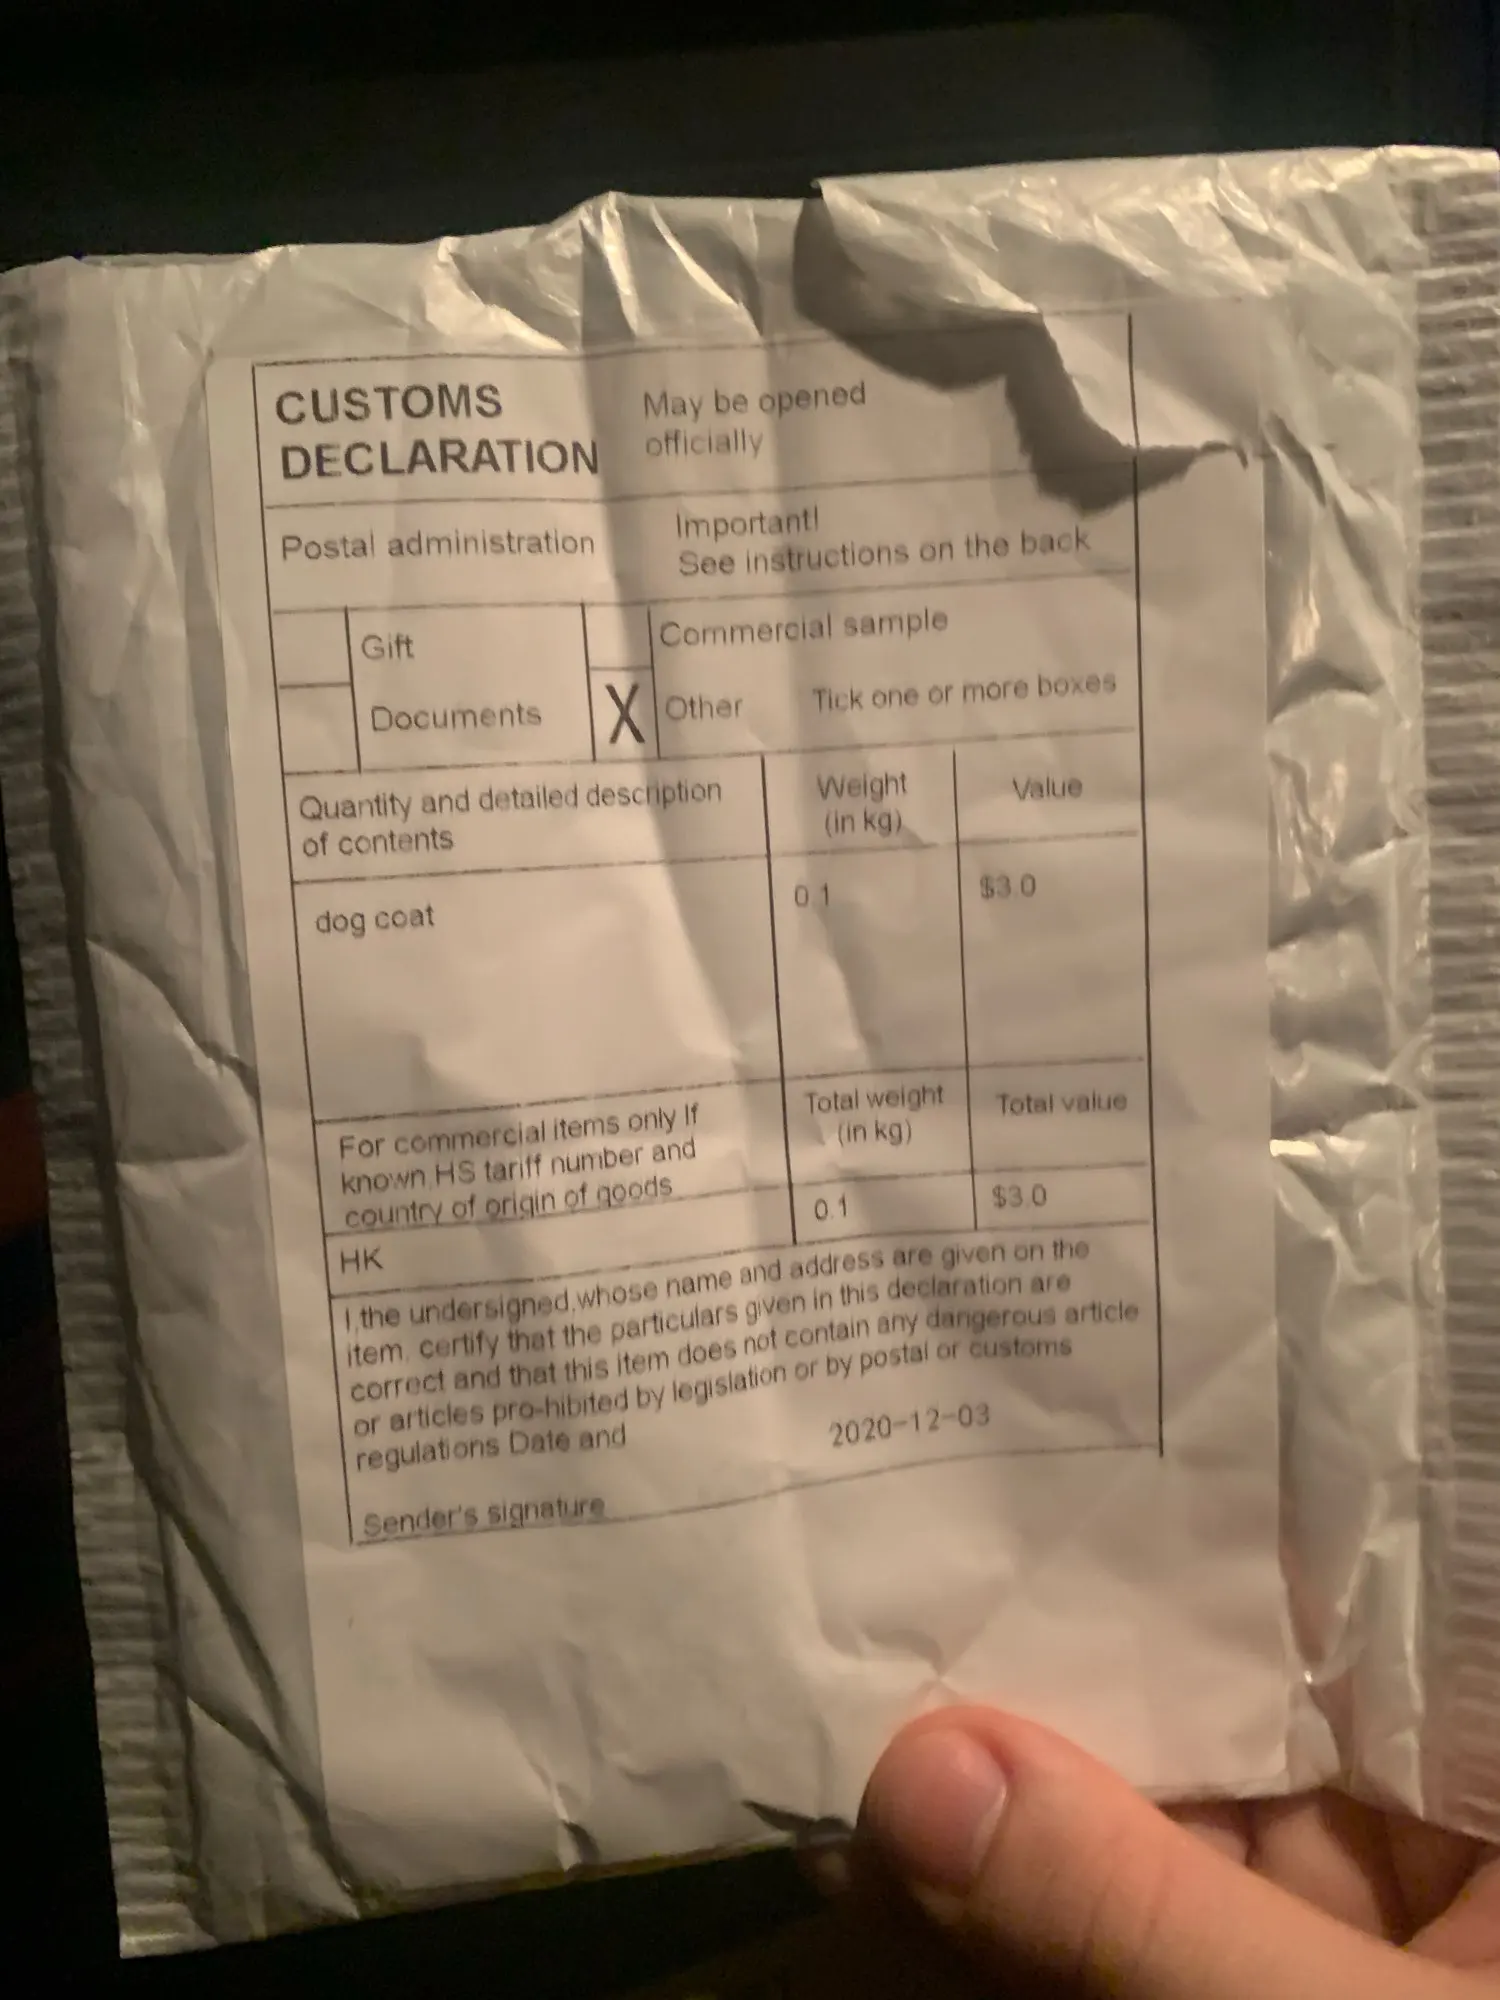 CUSTOMS
DECLARATION
May be opened
officially
Postal administration
Important!
See instructions on the back
Gift
Commercial sample
Documents
X
Other
Tick one or more boxes
Quantity and detailed description
of contents
Weight
(in kg)
Value
dog coat
0.1
$3.0
For commercial items only If
known,HS tariff number and
country of origin of goods
Total weight
(in kg)
Total value
0.1
$3.0
HK
I,the undersigned,whose name and address are given on the
item, certify that the particulars given in this declaration are
correct and that this item does not contain any dangerous article
or articles pro-hibited by legislation or by postal or customs
regulations Date and
2020-12-03
Sender's signature